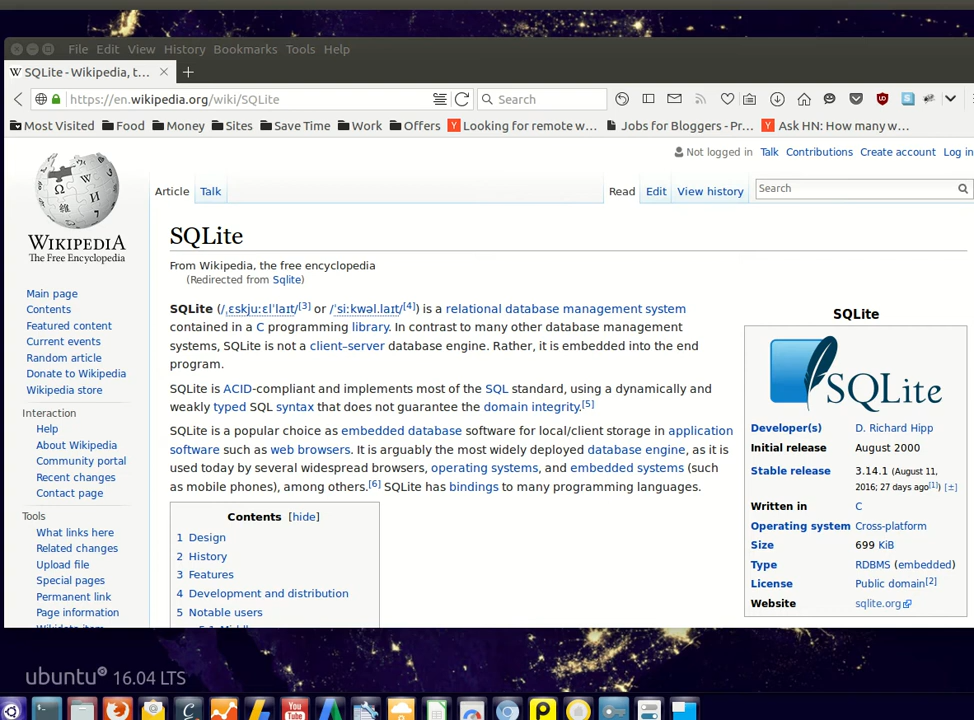 File Edit View History Bookmarks Tools Help
W SQLite - Wikipedia, t...
https://en.wikipedia.org/wiki/SQLite
Search
Most Visited Food Money Sites Save Time Work Offers Looking for remote w... Jobs for Bloggers - Pr... Ask HN: How many w...
Not logged in Talk Contributions Create account Log in
Article Talk Read Edit View history Search
WIKIPEDIA
The Free Encyclopedia
Main page
Contents
Featured content
Current events
Random article
Donate to Wikipedia
Wikipedia store
Interaction
Help
About Wikipedia
Community portal
Recent changes
Contact page
Tools
What links here
Related changes
Upload file
Special pages
Permanent link
Page information
Wikidata item
SQLite
From Wikipedia, the free encyclopedia
(Redirected from Sqlite)
SQLite (/ˌɛskjuːɛlˈlaɪt/[3] or /ˈsiːkwəl.laɪt/[4]) is a relational database management system
contained in a C programming library. In contrast to many other database management
systems, SQLite is not a client–server database engine. Rather, it is embedded into the end
program.
SQLite is ACID-compliant and implements most of the SQL standard, using a dynamically and
weakly typed SQL syntax that does not guarantee the domain integrity.[5]
SQLite is a popular choice as embedded database software for local/client storage in application
software such as web browsers. It is arguably the most widely deployed database engine, as it is
used today by several widespread browsers, operating systems, and embedded systems (such
as mobile phones), among others.[6] SQLite has bindings to many programming languages.
Contents [hide]
1 Design
2 History
3 Features
4 Development and distribution
5 Notable users
SQLite
SQLite
Developer(s) D. Richard Hipp
Initial release August 2000
Stable release 3.14.1 (August 11,
2016; 27 days ago[1]) [±]
Written in C
Operating system Cross-platform
Size 699 KiB
Type RDBMS (embedded)
License Public domain[2]
Website sqlite.org
ubuntu 16.04 LTS
You
Tube